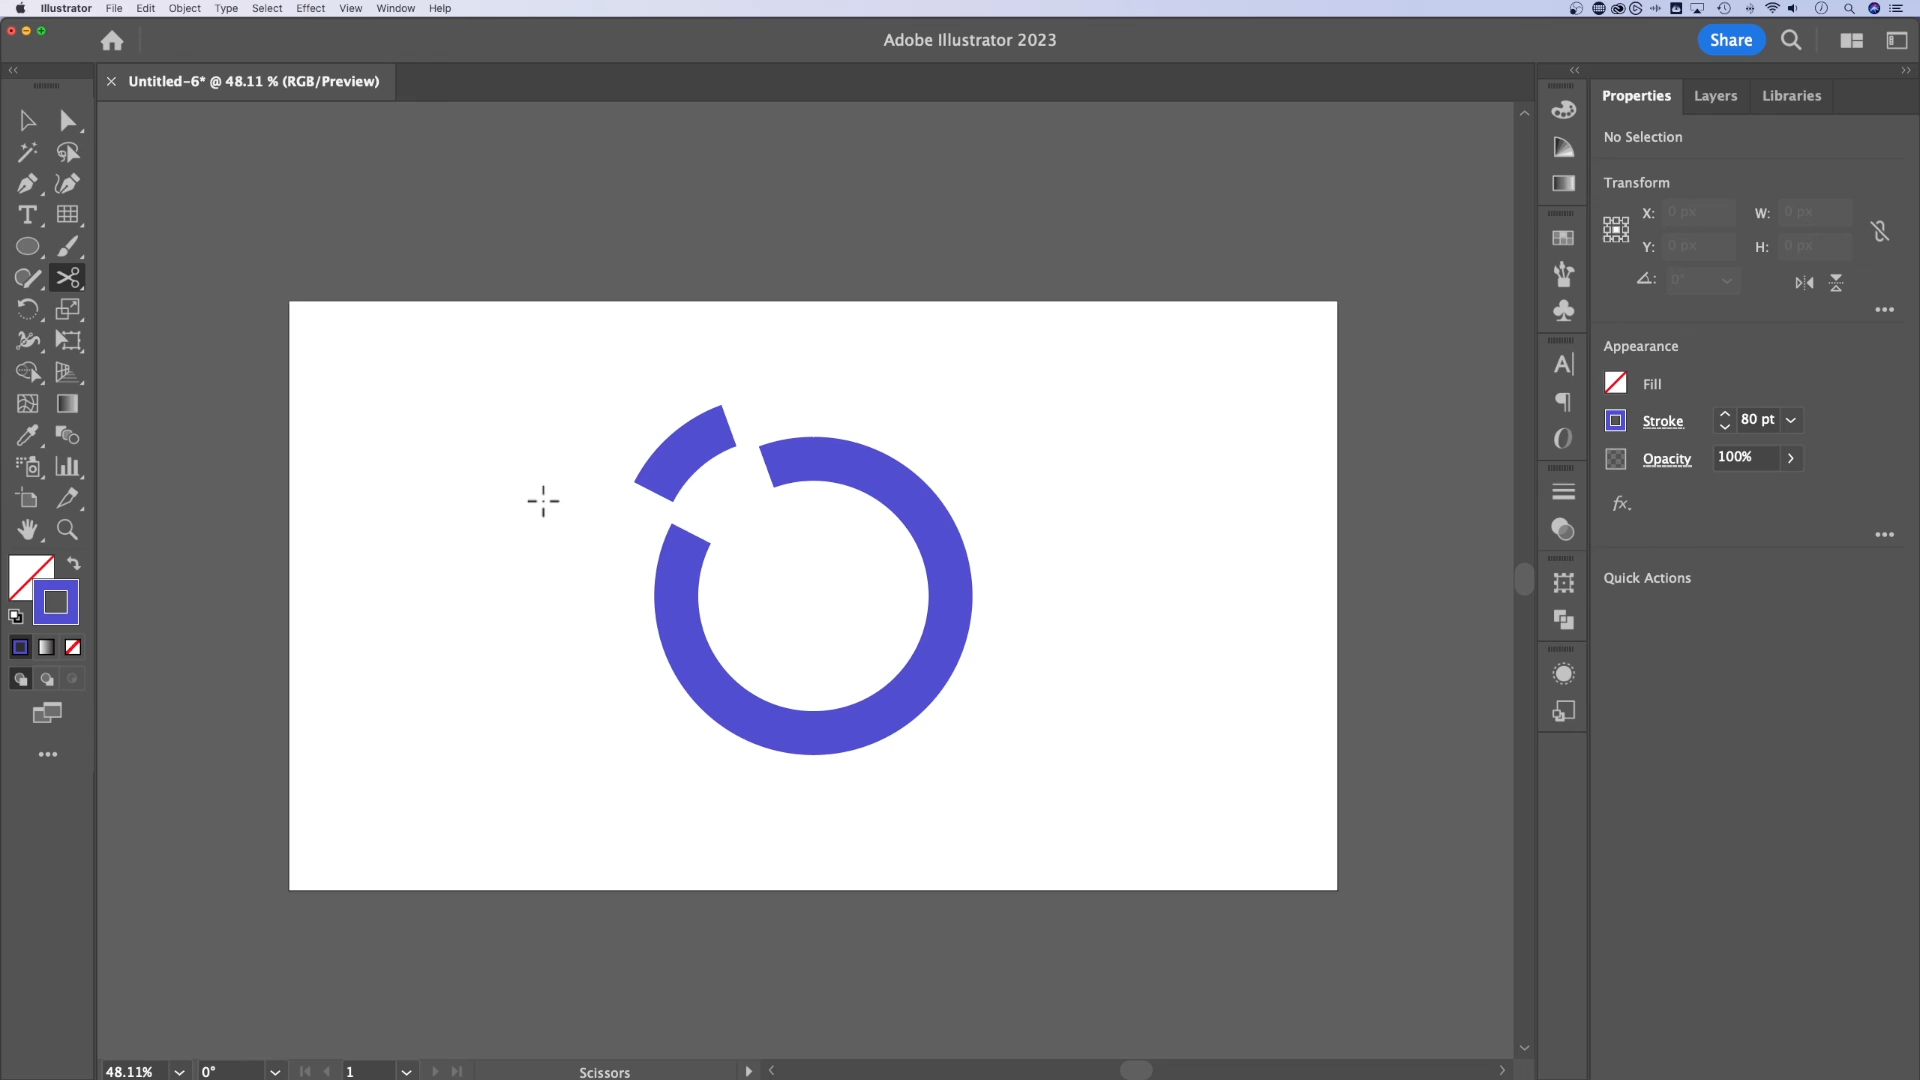 Illustrator File Edit Object Type Select Effect View Window Help
Adobe Illustrator 2023
Share
Untitled-6* @ 48.11 % (RGB/Preview)
Properties Layers Libraries
No Selection
Transform
X: 0 px W: 0 px
Y: 0 px H: 0 px
0°
Appearance
Fill
Stroke 80 pt
Opacity 100%
fx
Quick Actions
48.11% 0° 1 Scissors